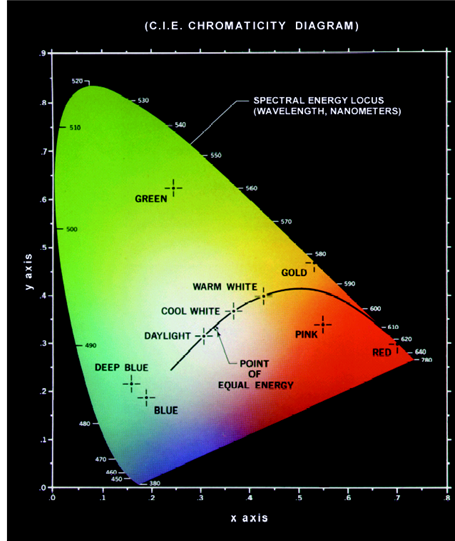 (C.I.E. CHROMATICITY DIAGRAM)
.9
.8
.7
.6
.5
.4
.3
.2
.1
.0
y axis
520
530
540
550
560
570
580
590
600
610
620
640
780
510
500
490
480
470
460
450
380
SPECTRAL ENERGY LOCUS
(WAVELENGTH, NANOMETERS)
GREEN
GOLD
WARM WHITE
COOL WHITE
DAYLIGHT
PINK
RED
POINT
OF
EQUAL ENERGY
DEEP BLUE
BLUE
.0 .1 .2 .3 .4 .5 .6 .7 .8
x axis